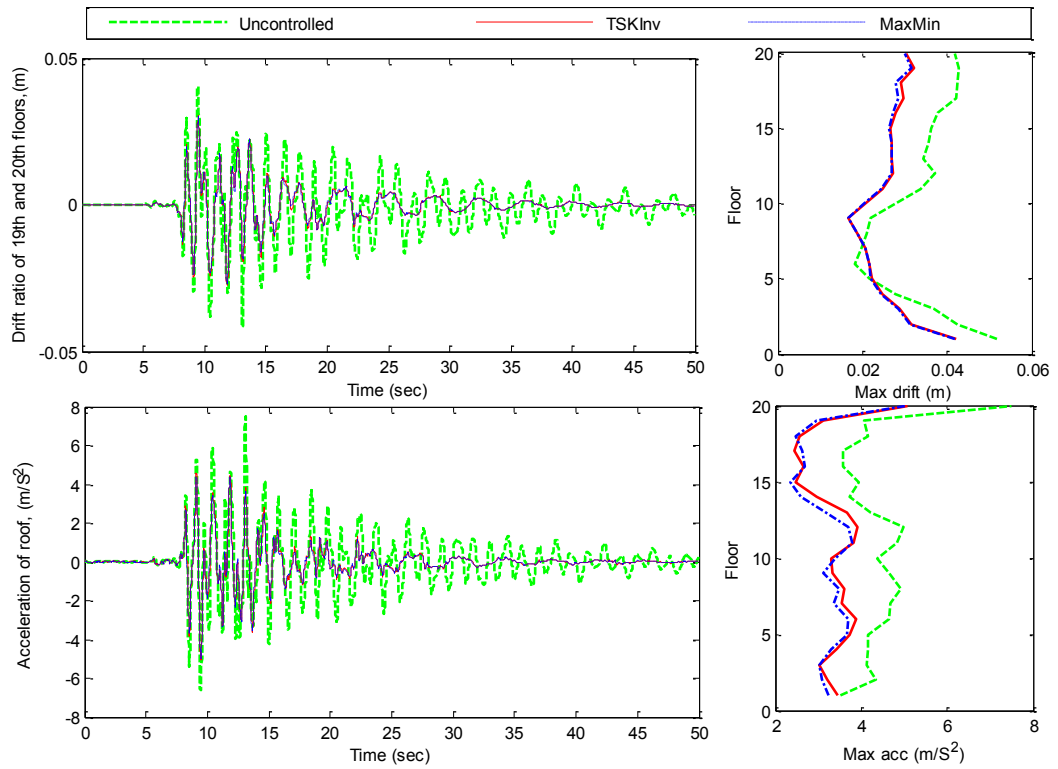 Uncontrolled TSKInv MaxMin
Drift ratio of 19th and 20th floors, (m)
0.05
0
-0.05
0 5 10 15 20 25 30 35 40 45 50
Time (sec)
Floor
20
15
10
5
0
0 0.02 0.04 0.06
Max drift (m)
Acceleration of roof, (m/S²)
8
6
4
2
0
-2
-4
-6
-8
0 5 10 15 20 25 30 35 40 45 50
Time (sec)
Floor
20
15
10
5
0
2 4 6 8
Max acc (m/S²)